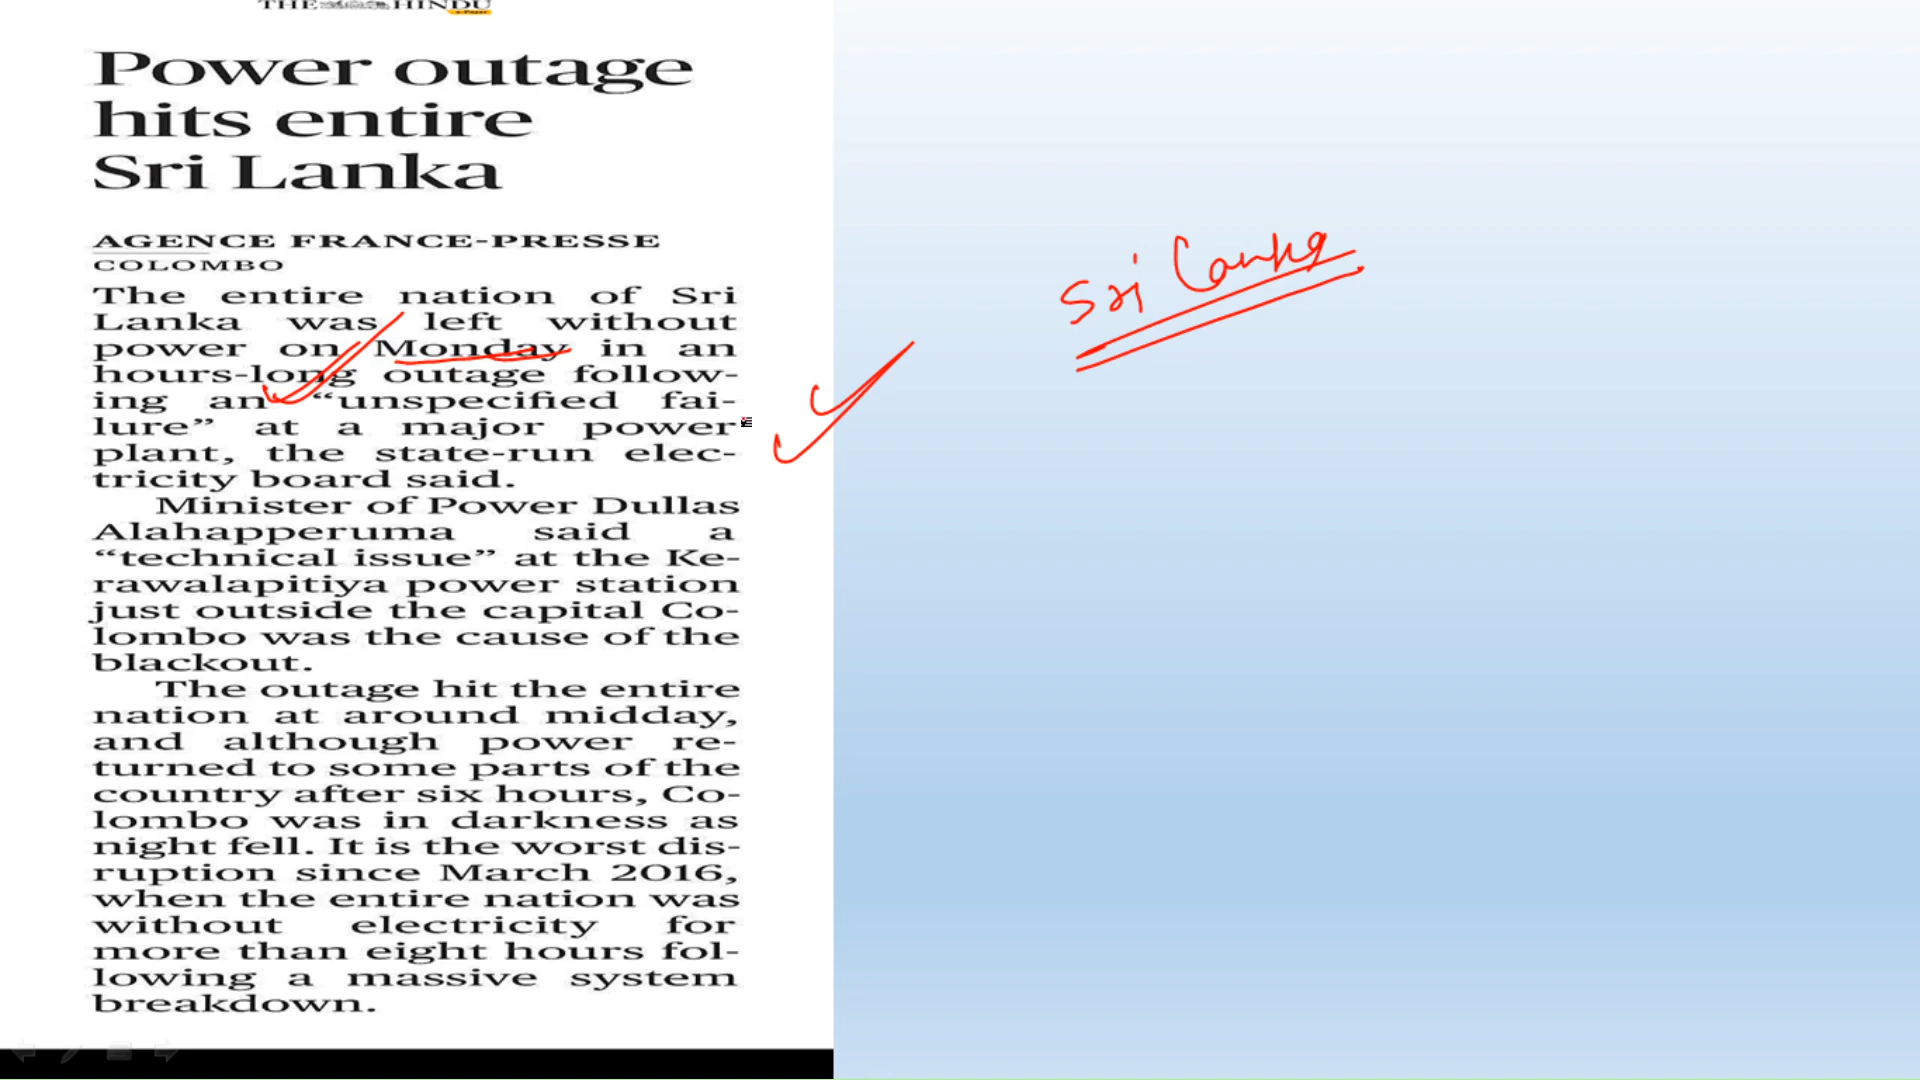 THE HINDU
e-Paper
Power outage
hits entire
Sri Lanka
AGENCE FRANCE-PRESSE
COLOMBO
The entire nation of Sri
Lanka was left without
power on Monday in an
hours-long outage follow-
ing an “unspecified fai-
lure” at a major power
plant, the state-run elec-
tricity board said.
Minister of Power Dullas
Alahapperuma said a
“technical issue” at the Ke-
rawalapitiya power station
just outside the capital Co-
lombo was the cause of the
blackout.
The outage hit the entire
nation at around midday,
and although power re-
turned to some parts of the
country after six hours, Co-
lombo was in darkness as
night fell. It is the worst dis-
ruption since March 2016,
when the entire nation was
without electricity for
more than eight hours fol-
lowing a massive system
breakdown.
Sri Lanka